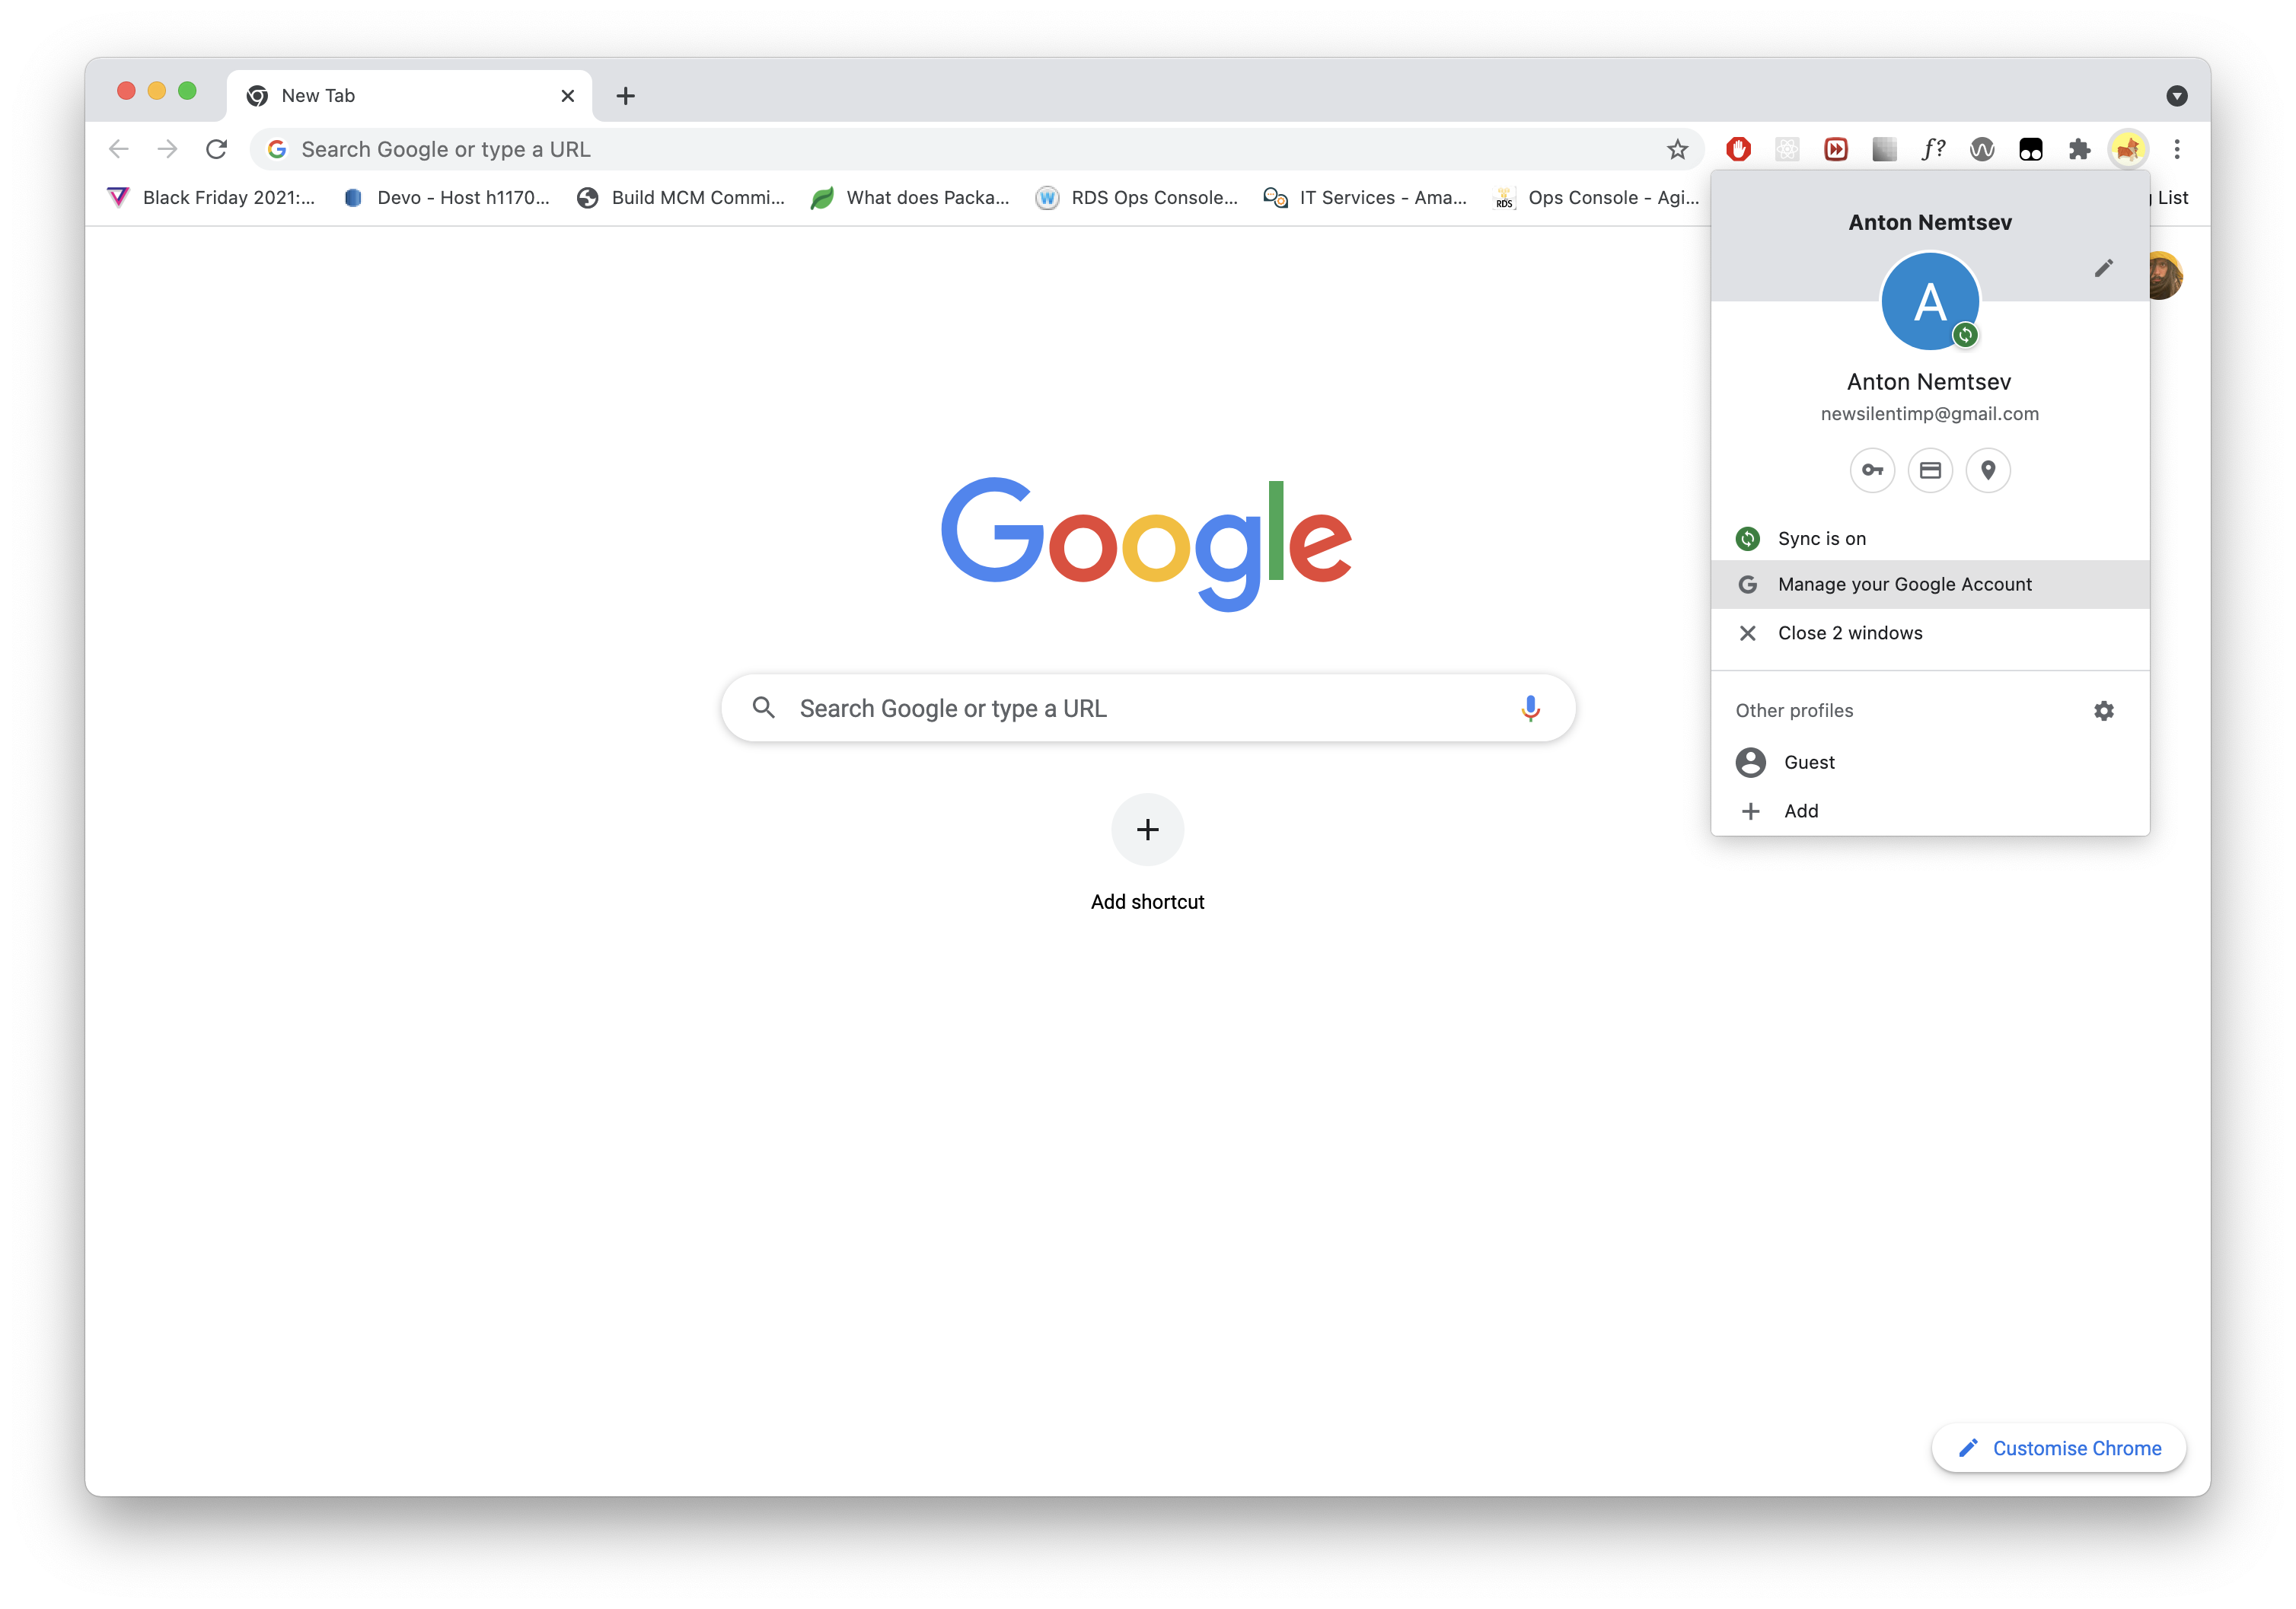 New Tab
Search Google or type a URL
f?
Black Friday 2021:...
Devo - Host h1170...
Build MCM Commi...
What does Packa...
W
RDS Ops Console...
IT Services - Ama...
RDS
Ops Console - Agi...
List
Anton Nemtsev
A
Anton Nemtsev
newsilentimp@gmail.com
Sync is on
G
Manage your Google Account
Close 2 windows
Other profiles
Guest
Add
Google
Search Google or type a URL
Add shortcut
Customise Chrome